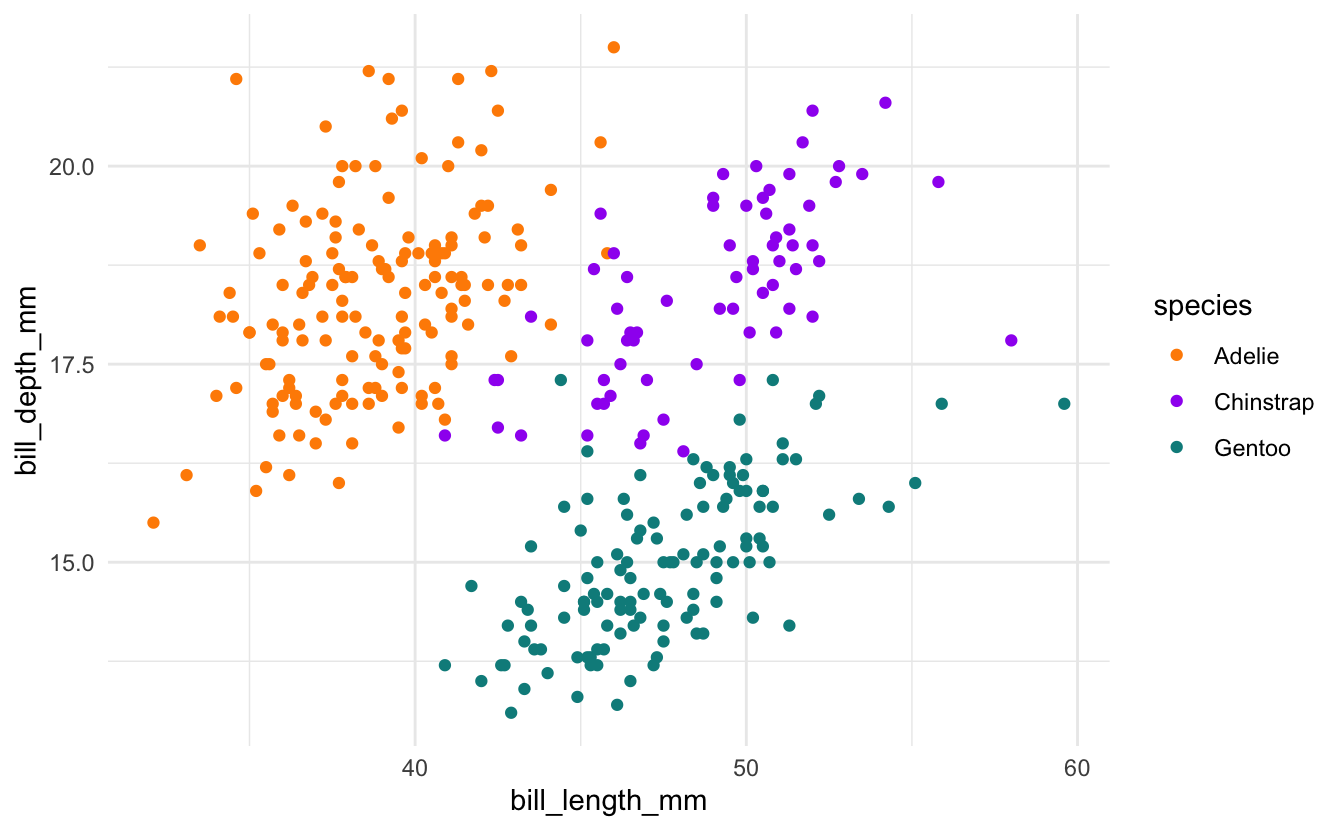 20.0
17.5
15.0
bill_depth_mm
40 50 60
bill_length_mm
species
Adelie
Chinstrap
Gentoo